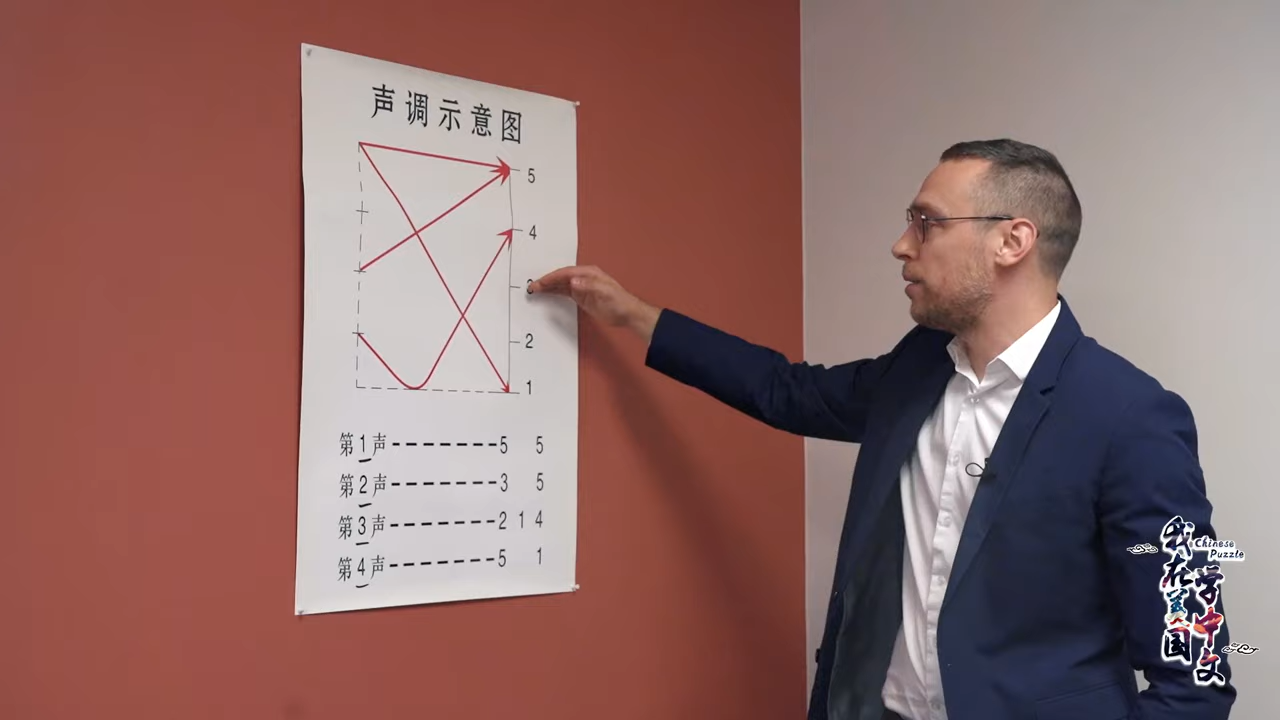 声调示意图
5
4
3
2
1
第1声-------5 5
第2声-------3 5
第3声-------2 1 4
第4声-------5 1
我在美国
学中文
Chinese
Puzzle